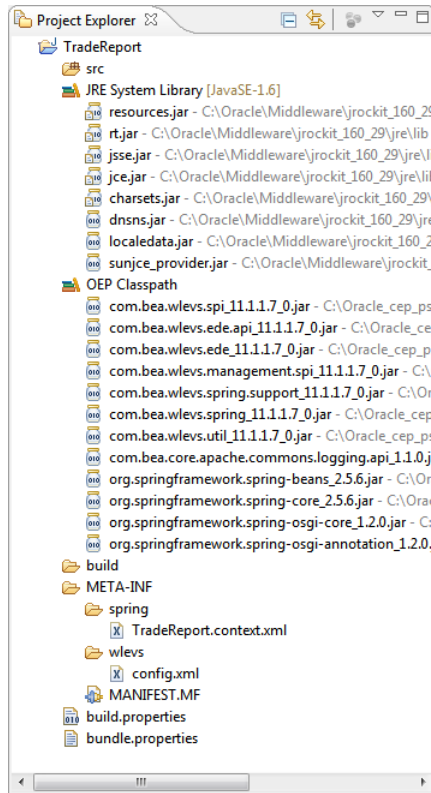 Project Explorer
TradeReport
src
JRE System Library [JavaSE-1.6]
resources.jar - C:\Oracle\Middleware\jrockit_160_29
rt.jar - C:\Oracle\Middleware\jrockit_160_29\jre\lib
jsse.jar - C:\Oracle\Middleware\jrockit_160_29\jre\l
jce.jar - C:\Oracle\Middleware\jrockit_160_29\jre\lil
charsets.jar - C:\Oracle\Middleware\jrockit_160_29\
dnsns.jar - C:\Oracle\Middleware\jrockit_160_29\jre
localedata.jar - C:\Oracle\Middleware\jrockit_160_2
sunjce_provider.jar - C:\Oracle\Middleware\jrockit_
OEP Classpath
com.bea.wlevs.spi_11.1.1.7_0.jar - C:\Oracle_cep_ps
com.bea.wlevs.ede.api_11.1.1.7_0.jar - C:\Oracle_ce
com.bea.wlevs.ede_11.1.1.7_0.jar - C:\Oracle_cep_p
com.bea.wlevs.management.spi_11.1.1.7_0.jar - C:\
com.bea.wlevs.spring.support_11.1.1.7_0.jar - C:\Or
com.bea.wlevs.spring_11.1.1.7_0.jar - C:\Oracle_cep
com.bea.wlevs.util_11.1.1.7_0.jar - C:\Oracle_cep_ps
com.bea.core.apache.commons.logging.api_1.1.0.j
org.springframework.spring-beans_2.5.6.jar - C:\Or
org.springframework.spring-core_2.5.6.jar - C:\Orac
org.springframework.spring-osgi-core_1.2.0.jar - C:
org.springframework.spring-osgi-annotation_1.2.0.
build
META-INF
spring
TradeReport.context.xml
wlevs
config.xml
MANIFEST.MF
build.properties
bundle.properties